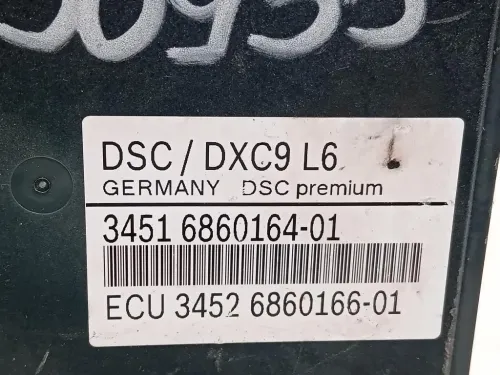 DSC / DXC9 L6
GERMANY DSC premium
3451 6860164-01
ECU 3452 6860166-01